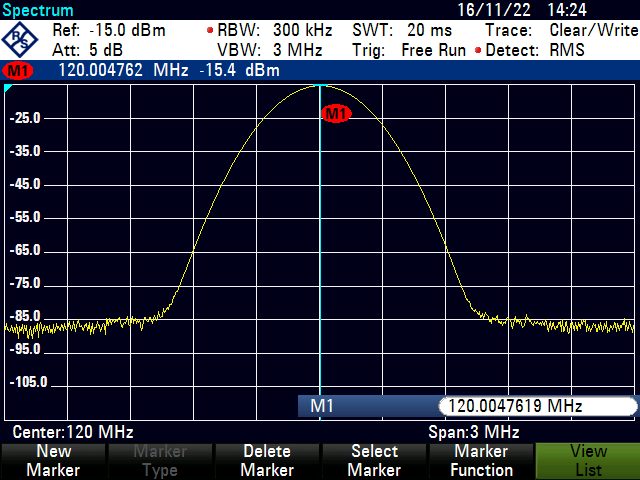 Spectrum 16/11/22 14:24
R&S
Ref: -15.0 dBm RBW: 300 kHz SWT: 20 ms Trace: Clear/Write
Att: 5 dB VBW: 3 MHz Trig: Free Run Detect: RMS
M1 120.004762 MHz -15.4 dBm
M1
-25.0
-35.0
-45.0
-55.0
-65.0
-75.0
-85.0
-95.0
-105.0
M1 120.0047619 MHz
Center:120 MHz Span:3 MHz
New Marker Delete Select Marker View
Marker Type Marker Marker Function List